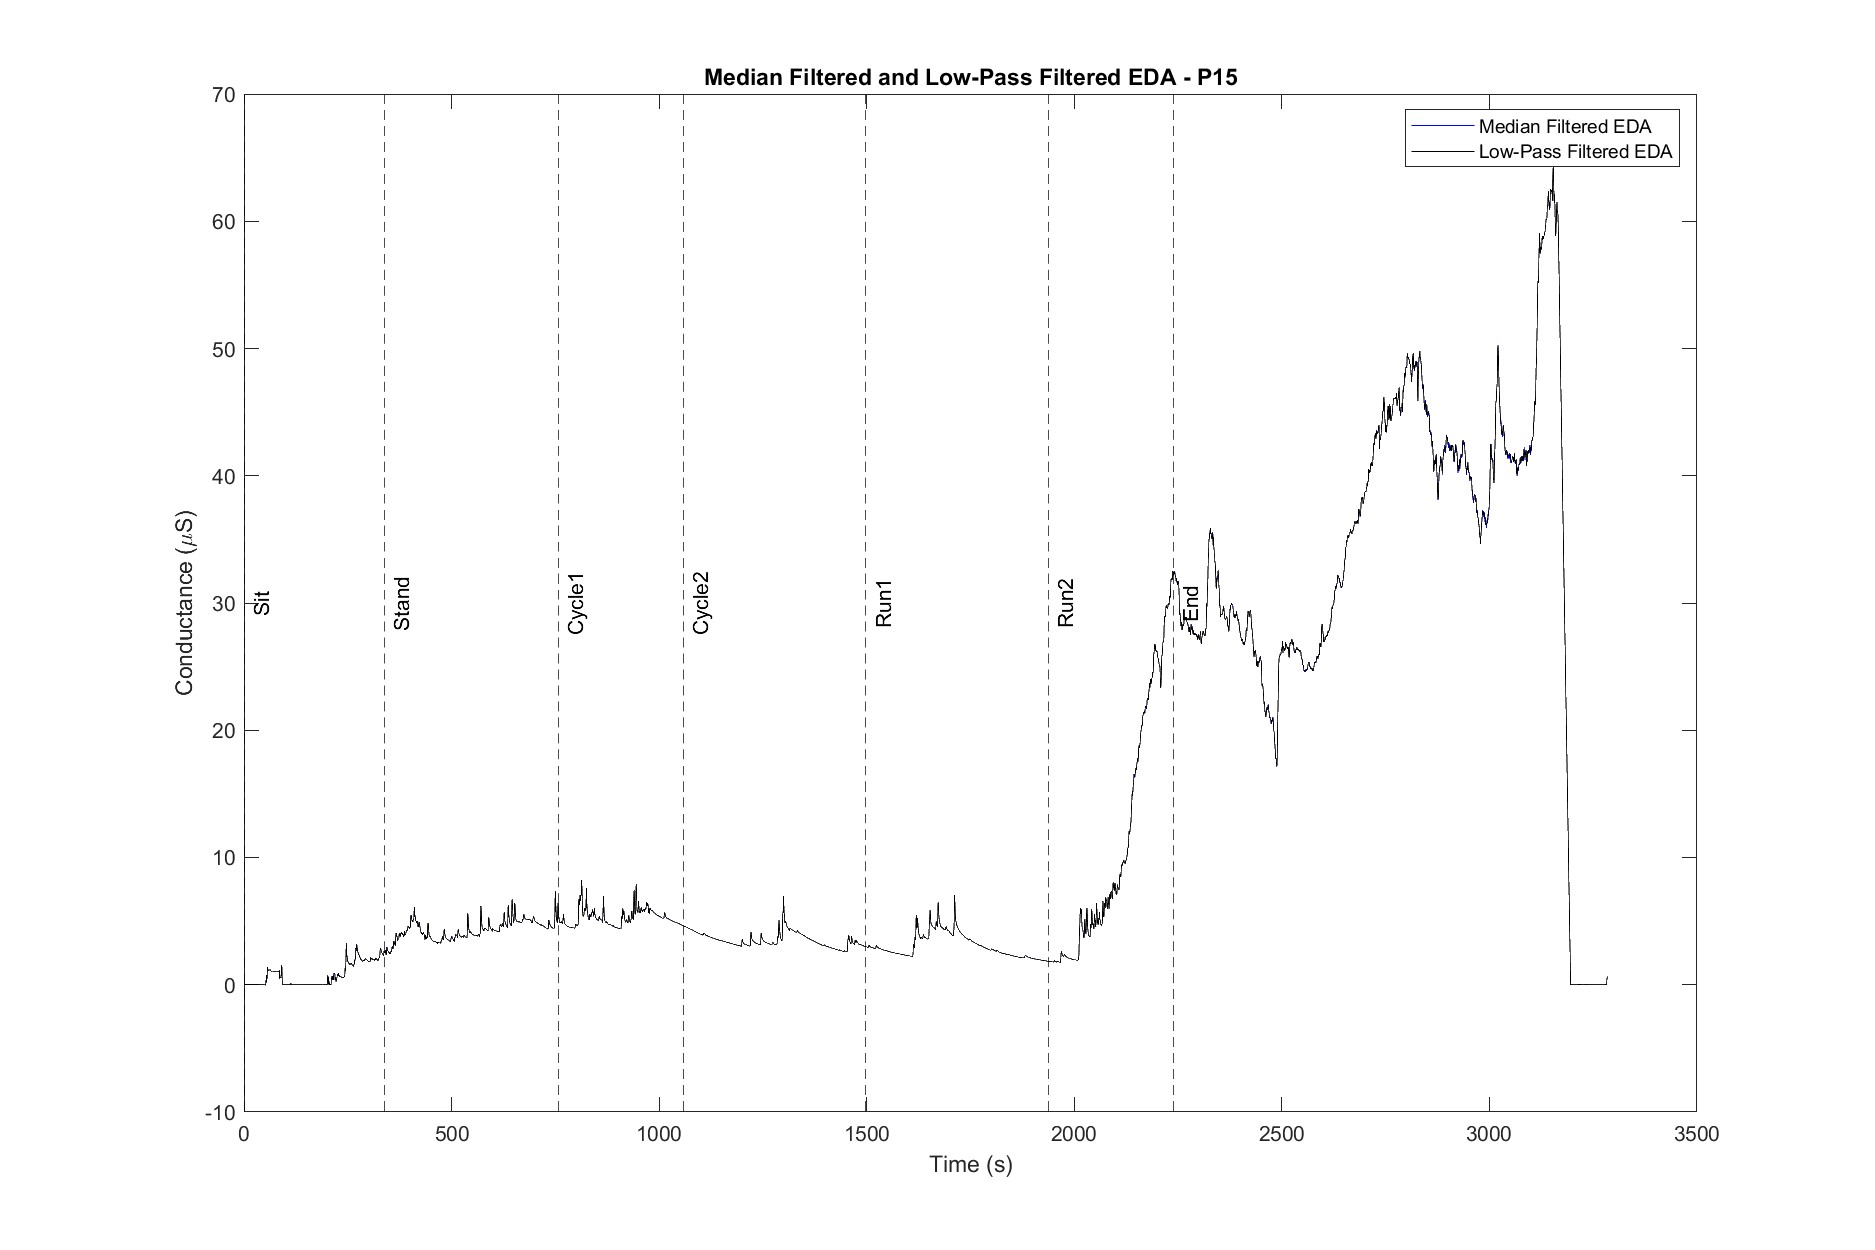 Median Filtered and Low-Pass Filtered EDA - P15
70
60
50
40
30
20
10
0
-10
Conductance (μS)
Median Filtered EDA
Low-Pass Filtered EDA
Sit
Stand
Cycle1
Cycle2
Run1
Run2
End
0
500
1000
1500
2000
2500
3000
3500
Time (s)